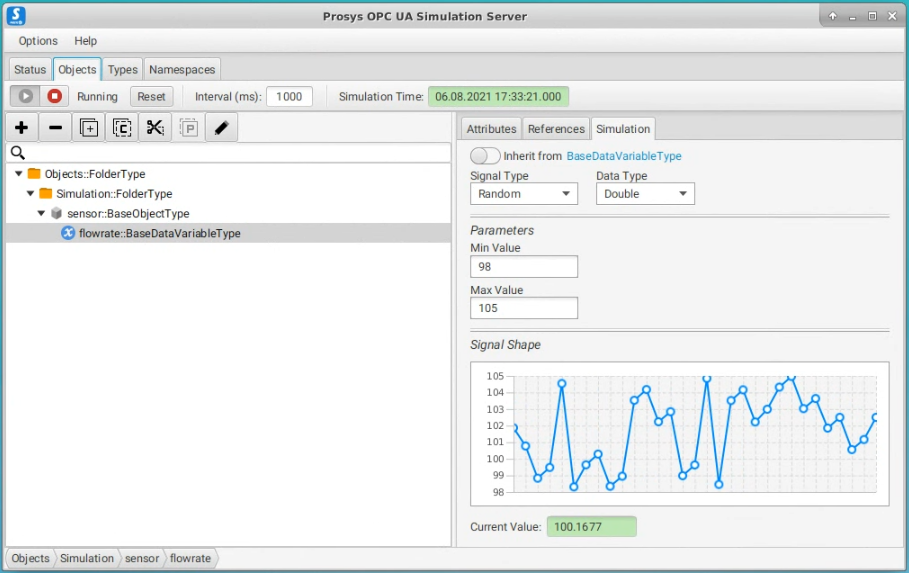 Prosys OPC UA Simulation Server
Options Help
Status Objects Types Namespaces
Running Reset Interval (ms): 1000 Simulation Time: 06.08.2021 17:33:21.000
Attributes References Simulation
Inherit from BaseDataVariableType
Objects::FolderType
Simulation::FolderType
sensor::BaseObjectType
flowrate::BaseDataVariableType
Signal Type Data Type
Random Double
Parameters
Min Value
98
Max Value
105
Signal Shape
105
104
103
102
101
100
99
98
Current Value: 100.1677
Objects Simulation sensor flowrate